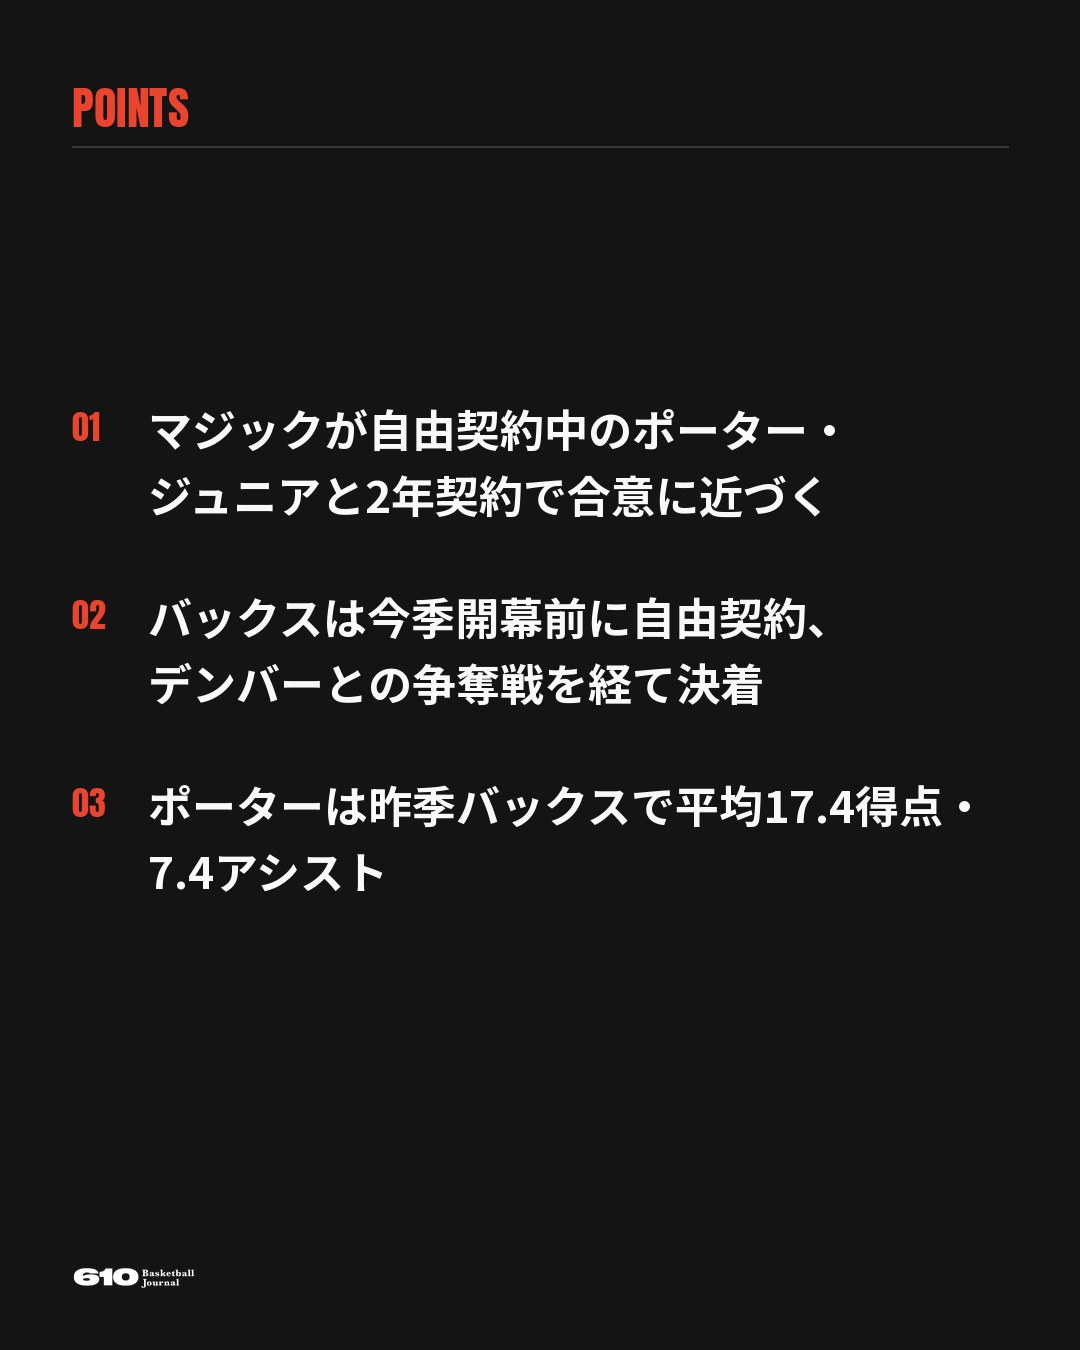 POINTS
01
マジックが自由契約中のポーター・
ジュニアと2年契約で合意に近づく
02
バックスは今季開幕前に自由契約、
デンバーとの争奪戦を経て決着
03
ポーターは昨季バックスで平均17.4得点・
7.4アシスト
610 Basketball
Journal